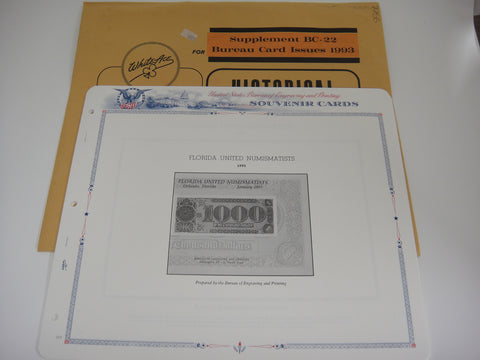 Supplement BC-22
Bureau Card Issues 1993
FOR
White Ace
HISTORICAL
United States Bureau of Engraving and Printing
SOUVENIR CARDS
FLORIDA UNITED NUMISMATISTS
1993
FLORIDA UNITED NUMISMATISTS
Orlando, Florida January 1993
1000
Prepared by the Bureau of Engraving and Printing